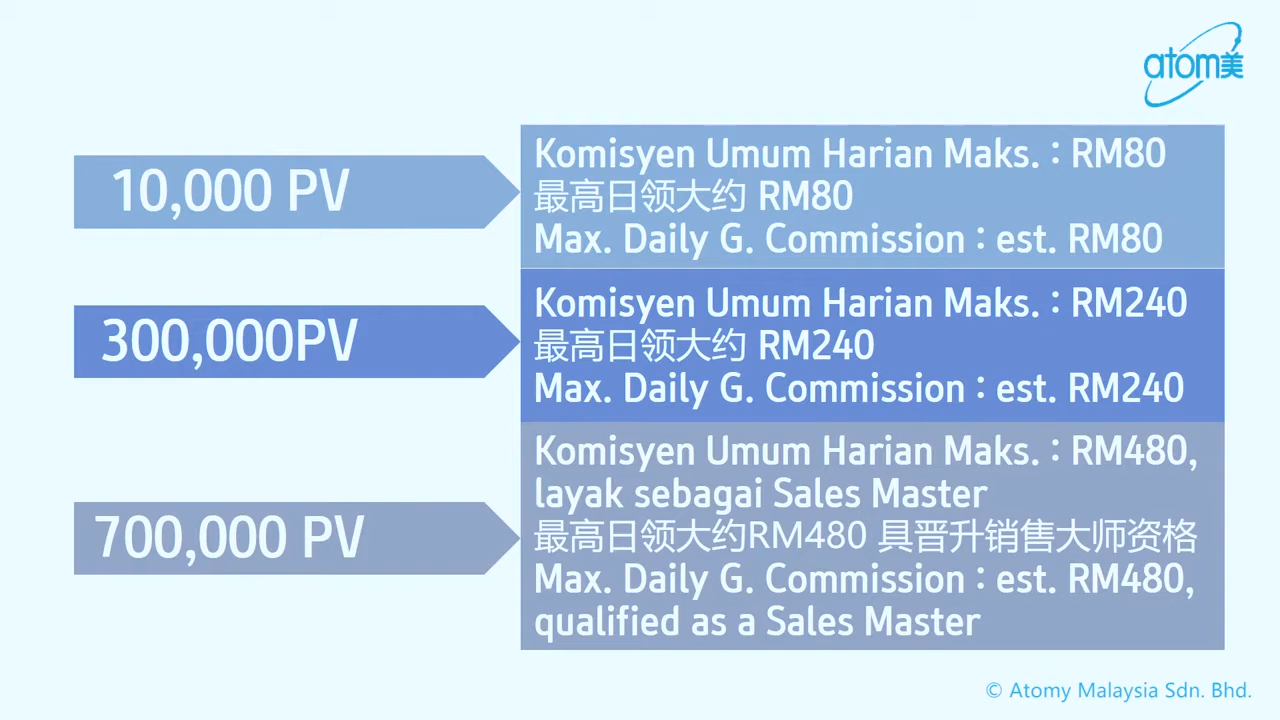 atom美
10,000 PV
Komisyen Umum Harian Maks. : RM80
最高日领大约 RM80
Max. Daily G. Commission : est. RM80
300,000PV
Komisyen Umum Harian Maks. : RM240
最高日领大约 RM240
Max. Daily G. Commission : est. RM240
700,000 PV
Komisyen Umum Harian Maks. : RM480,
layak sebagai Sales Master
最高日领大约RM480 具晋升销售大师资格
Max. Daily G. Commission : est. RM480,
qualified as a Sales Master
© Atomy Malaysia Sdn. Bhd.